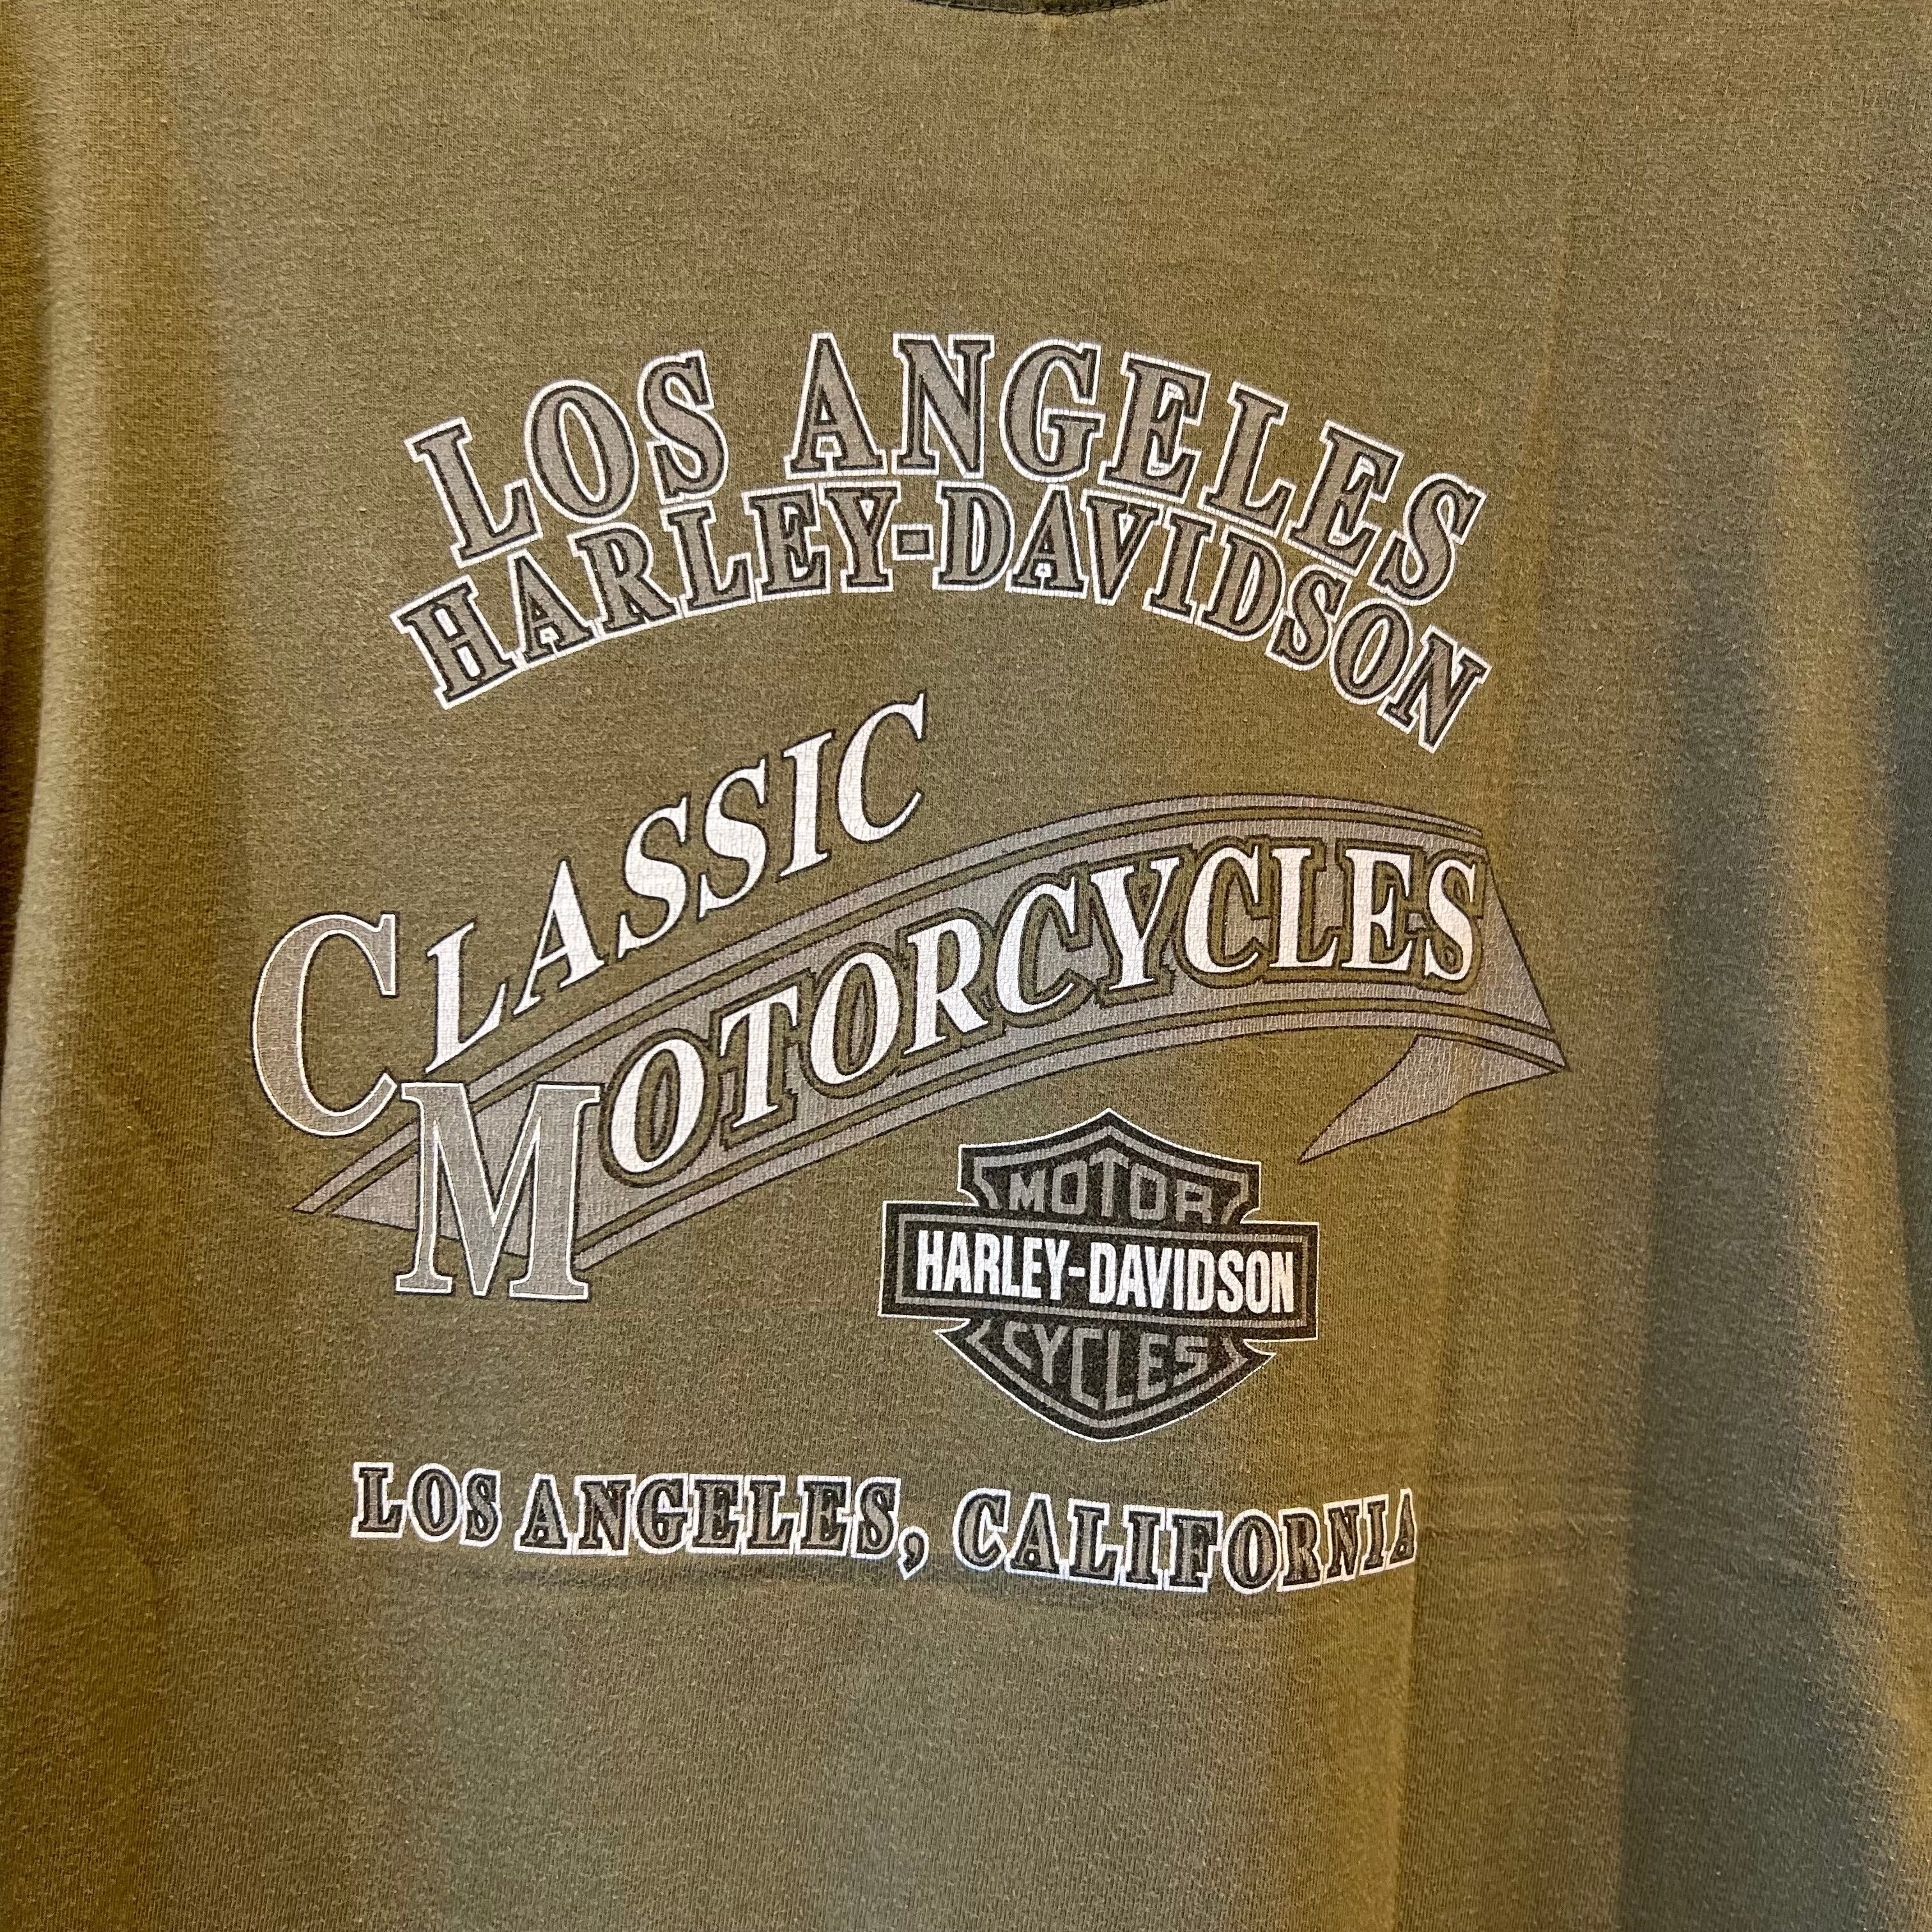 LOS ANGELES
HARLEY-DAVIDSON
CLASSIC
MOTORCYCLES
MOTOR
HARLEY-DAVIDSON
CYCLES
LOS ANGELES, CALIFORNIA